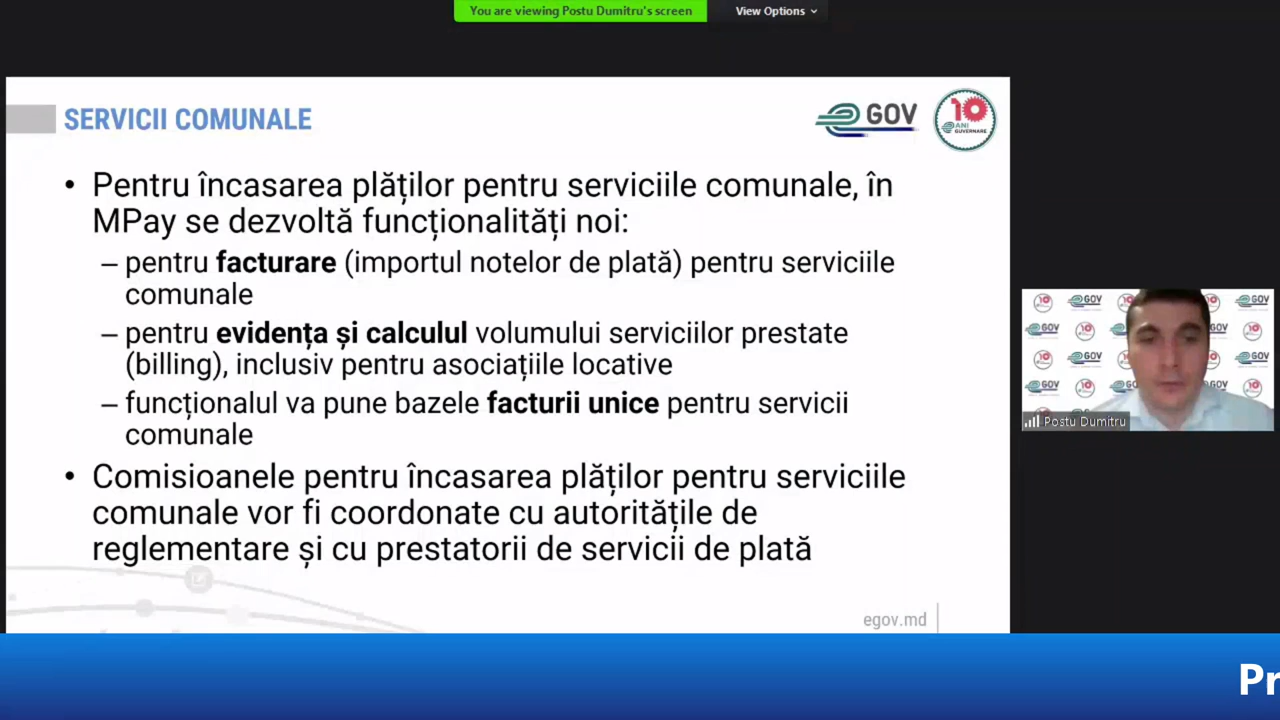 You are viewing Postu Dumitru's screen
View Options
SERVICII COMUNALE
GOV
10
ANI
GUVERNARE
• Pentru încasarea plăților pentru serviciile comunale, în
MPay se dezvoltă funcționalități noi:
– pentru facturare (importul notelor de plată) pentru serviciile
comunale
– pentru evidența și calculul volumului serviciilor prestate
(billing), inclusiv pentru asociațiile locative
– funcționalul va pune bazele facturii unice pentru servicii
comunale
• Comisioanele pentru încasarea plăților pentru serviciile
comunale vor fi coordonate cu autoritățile de
reglementare și cu prestatorii de servicii de plată
egov.md
Postu Dumitru
Pr